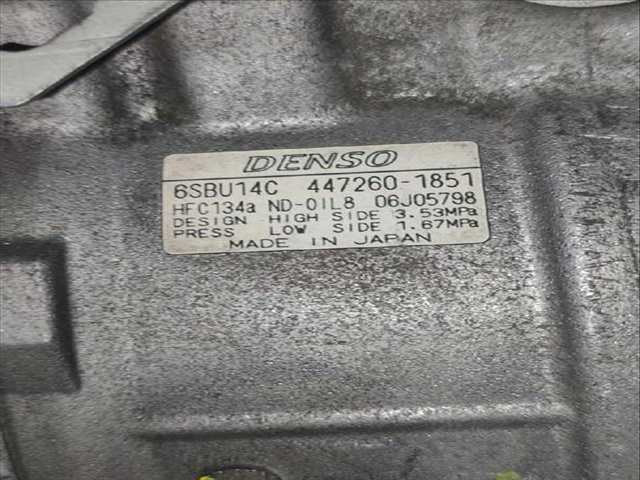 DENSO
6SBU14C 447260-1851
HFC134a ND-OIL8 06J05798
DESIGN HIGH SIDE 3.53MPa
PRESS LOW SIDE 1.67MPa
MADE IN JAPAN